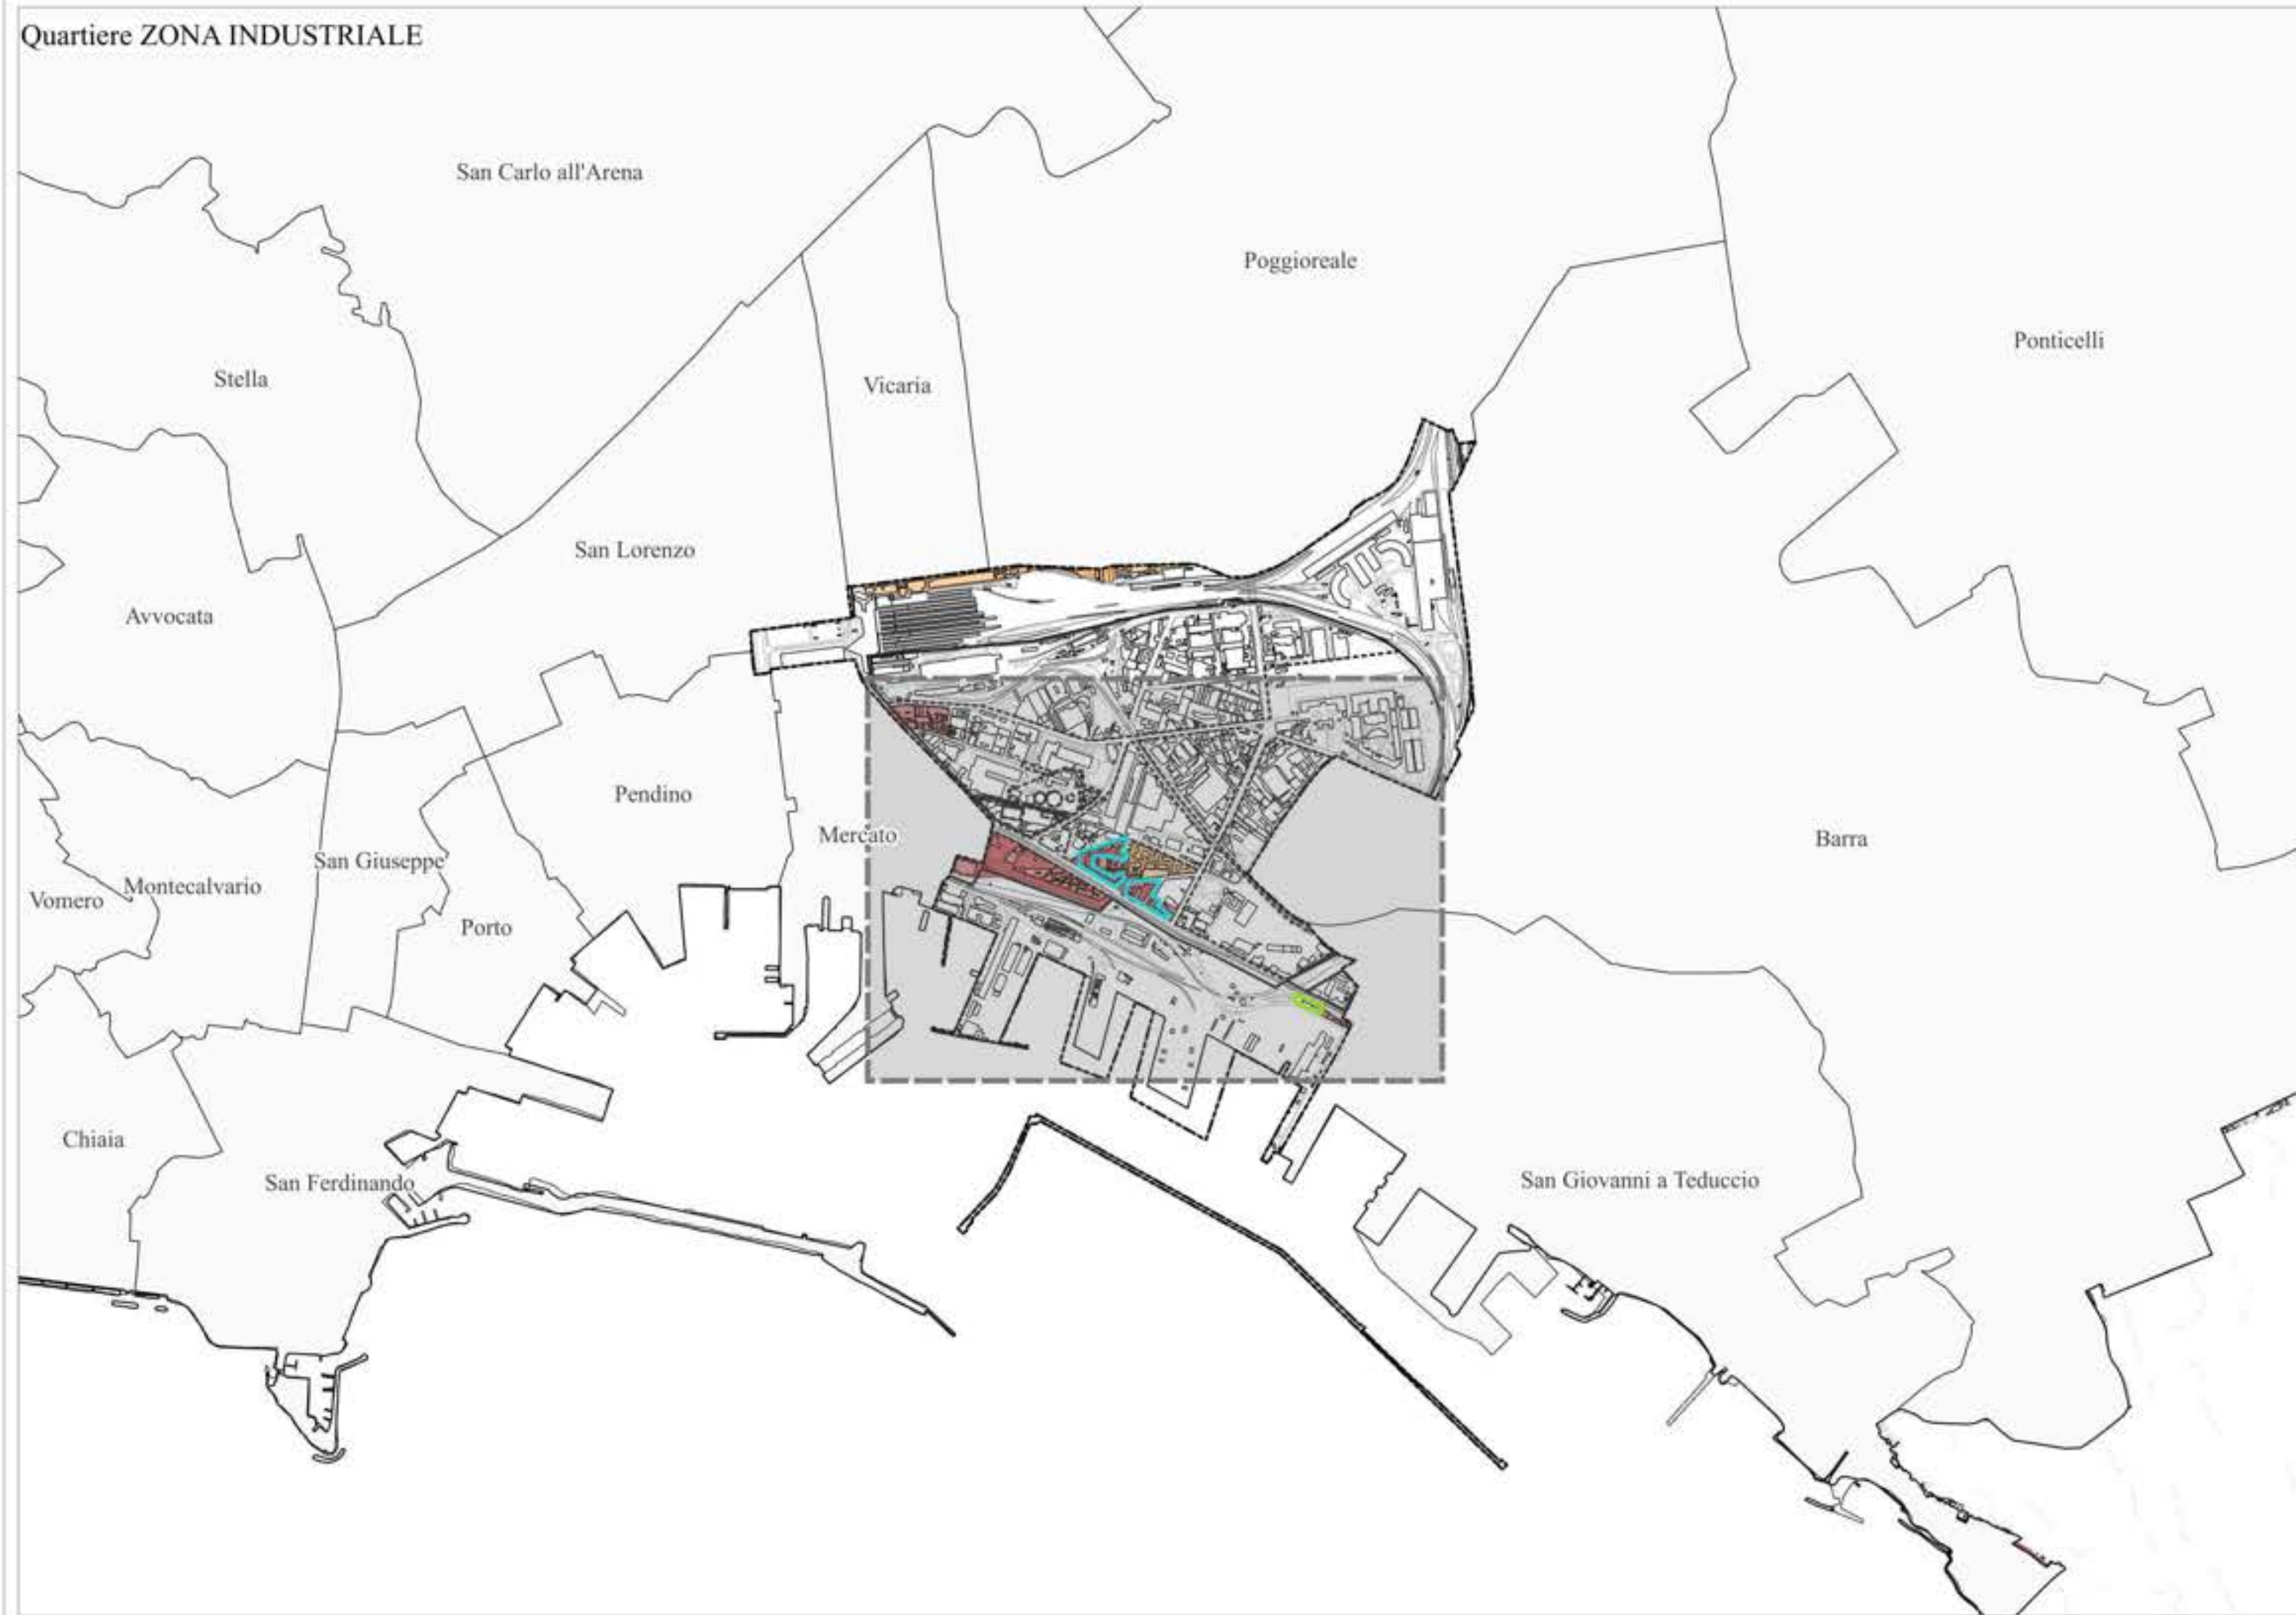 Quartiere ZONA INDUSTRIALE
San Carlo all'Arena
Poggioreale
Ponticelli
Stella
Vicaria
San Lorenzo
Avvocata
Pendino
Mercato
Barra
San Giuseppe
Montecalvario
Vomero
Porto
Chiaia
San Ferdinando
San Giovanni a Teduccio